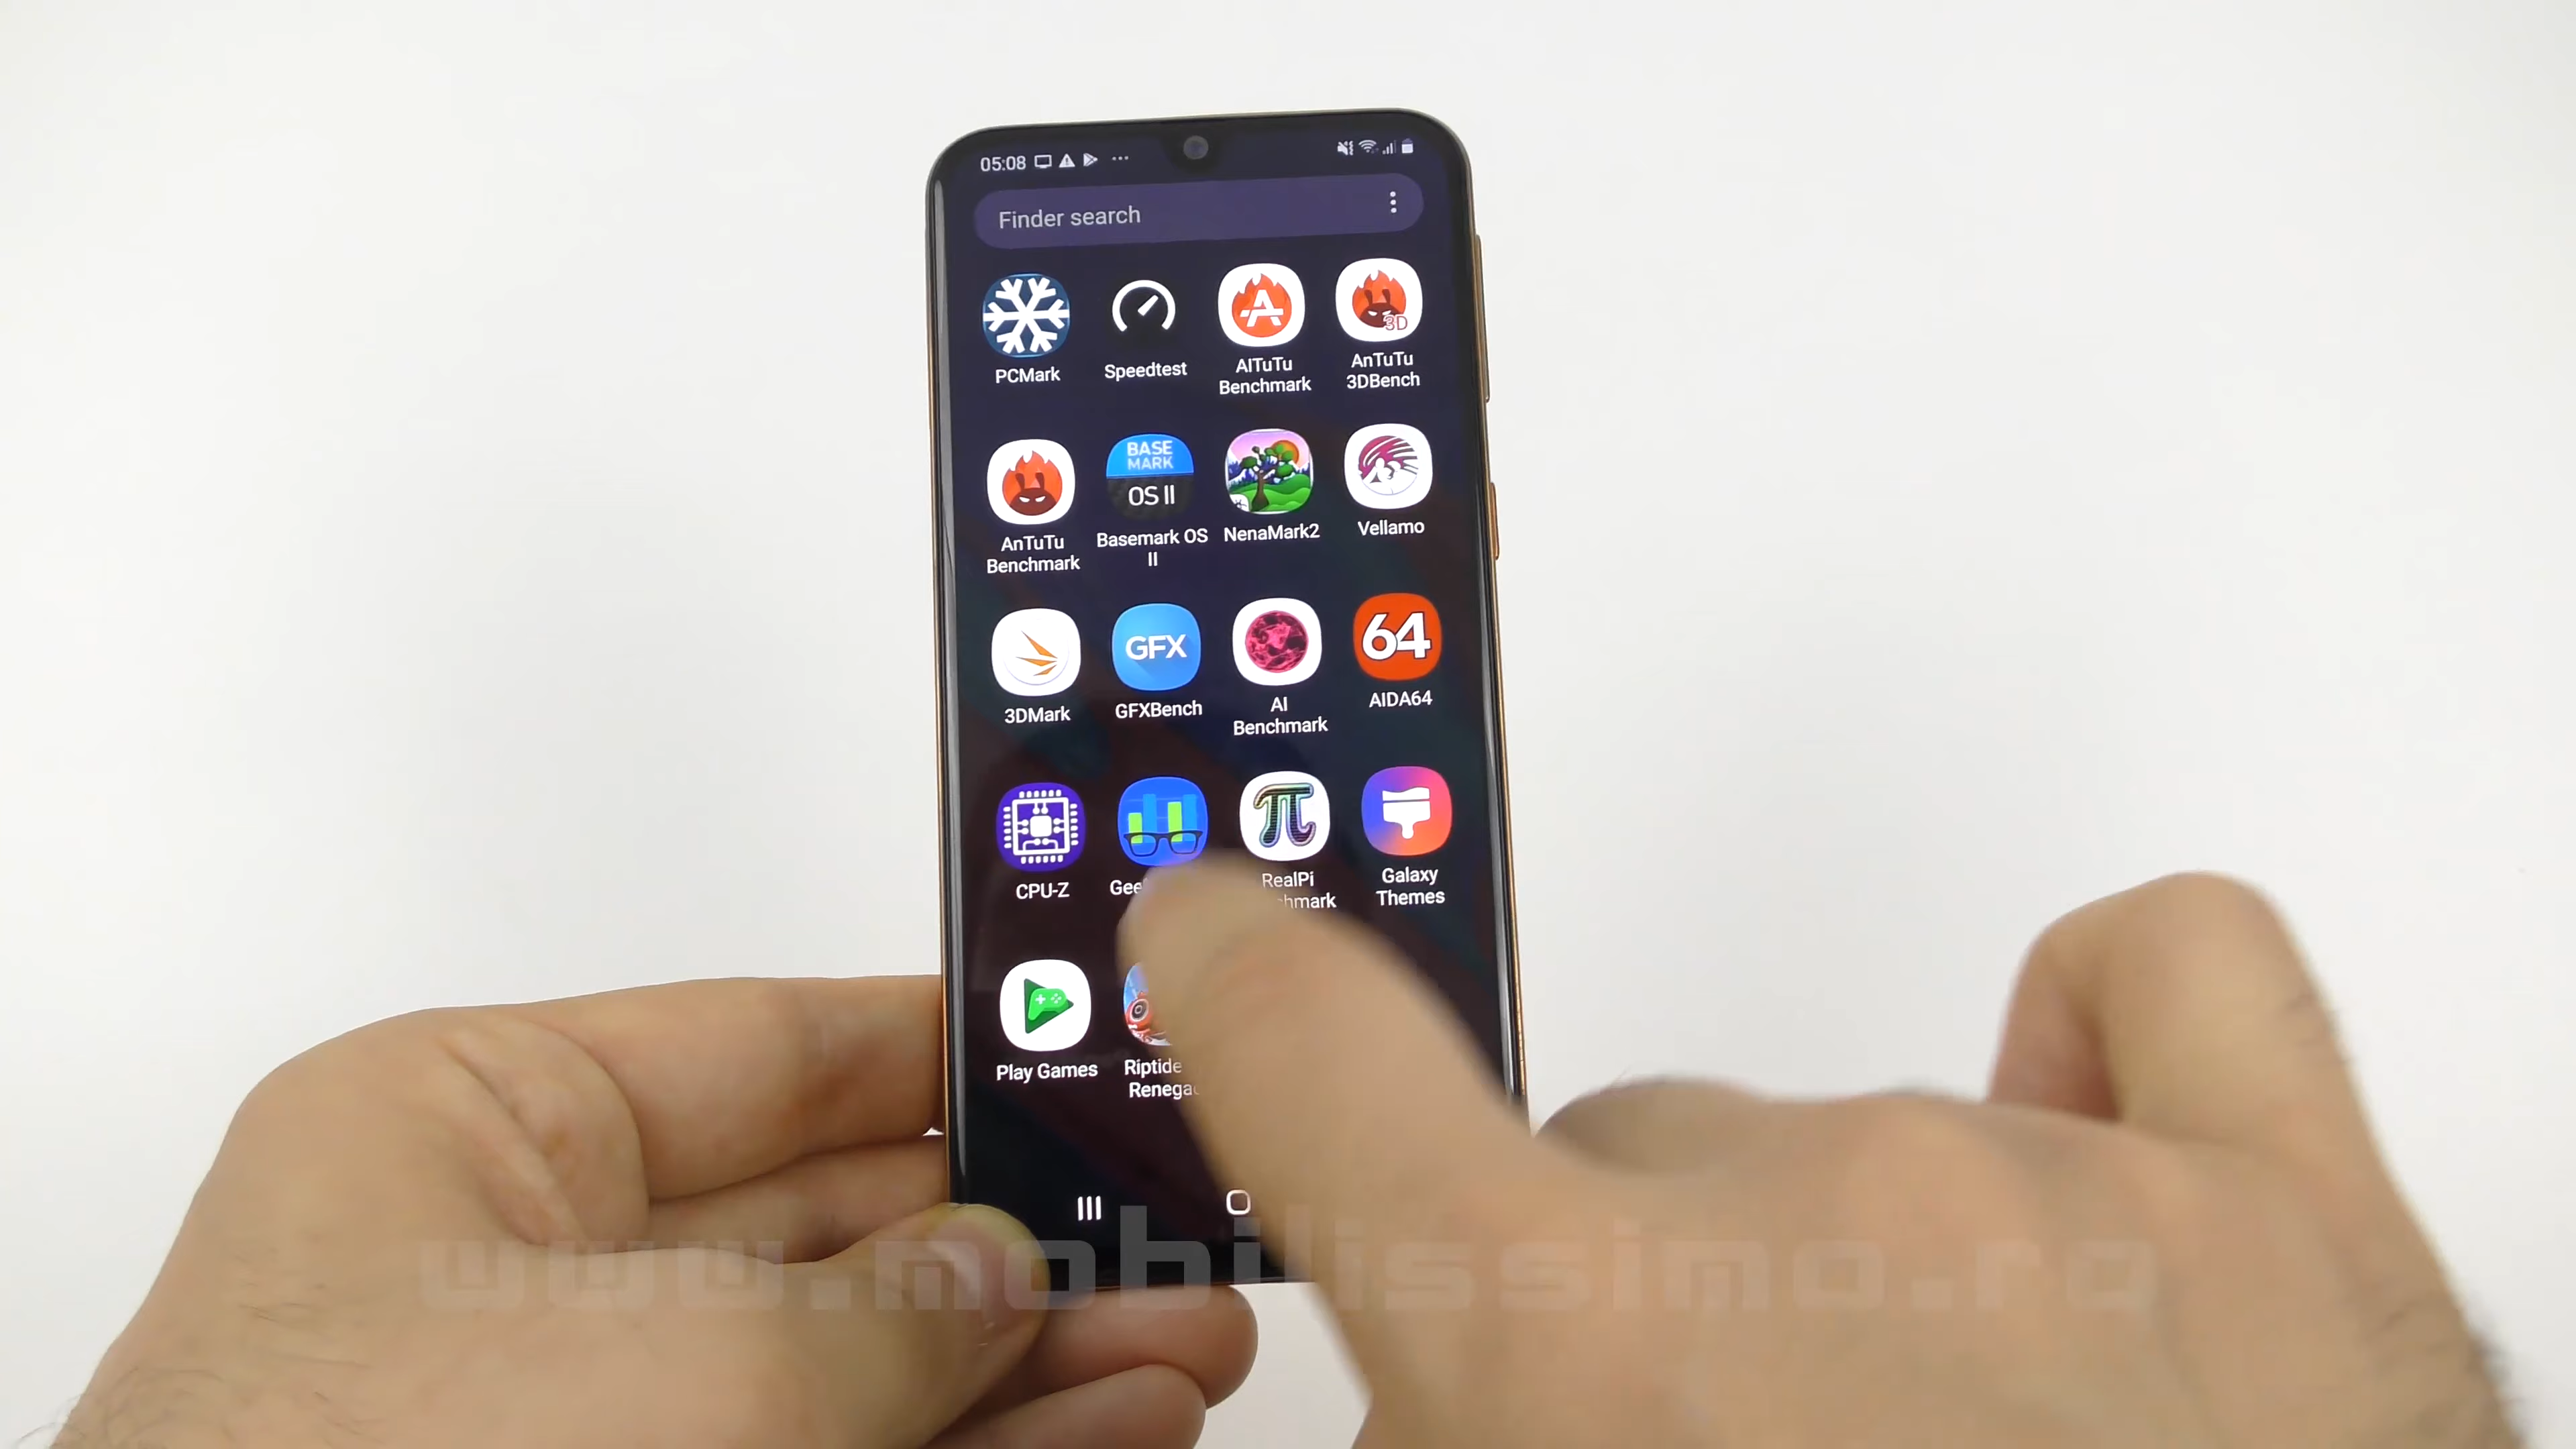 05:08
Finder search
PCMark
Speedtest
AITuTu
Benchmark
3D
AnTuTu
3DBench
AnTuTu
Benchmark
BASE
MARK
OS II
Basemark OS
II
NenaMark2
Vellamo
3DMark
GFX
GFXBench
AI
Benchmark
64
AIDA64
CPU-Z
RealPi
Galaxy
Themes
Play Games
Riptide
www.mobilissimo.ro